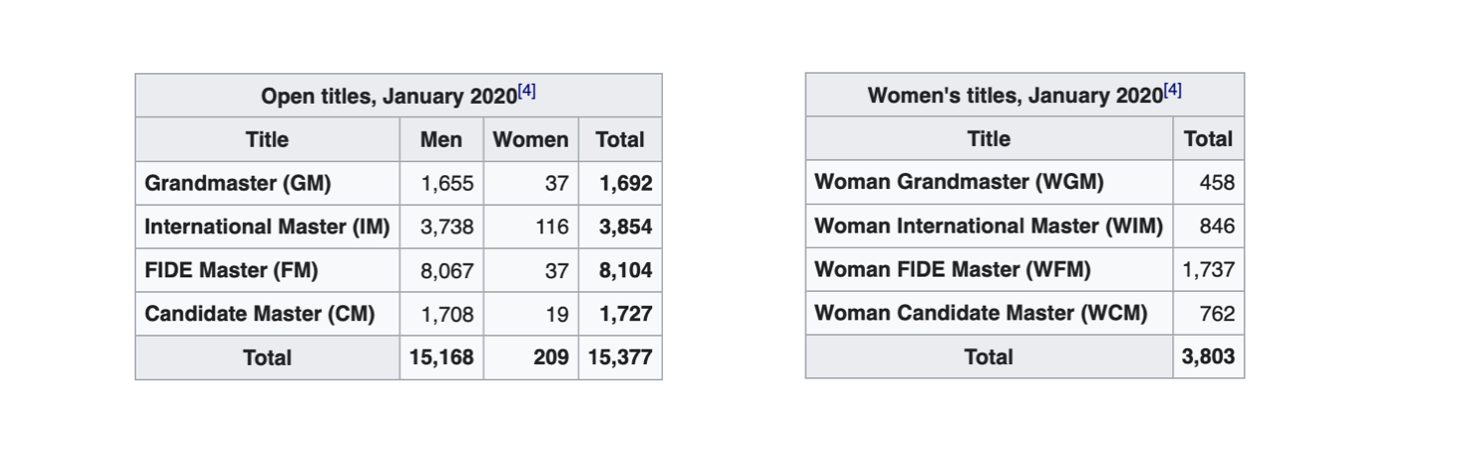 Open titles, January 2020[4]
Title Men Women Total
Grandmaster (GM) 1,655 37 1,692
International Master (IM) 3,738 116 3,854
FIDE Master (FM) 8,067 37 8,104
Candidate Master (CM) 1,708 19 1,727
Total 15,168 209 15,377
Women's titles, January 2020[4]
Title Total
Woman Grandmaster (WGM) 458
Woman International Master (WIM) 846
Woman FIDE Master (WFM) 1,737
Woman Candidate Master (WCM) 762
Total 3,803